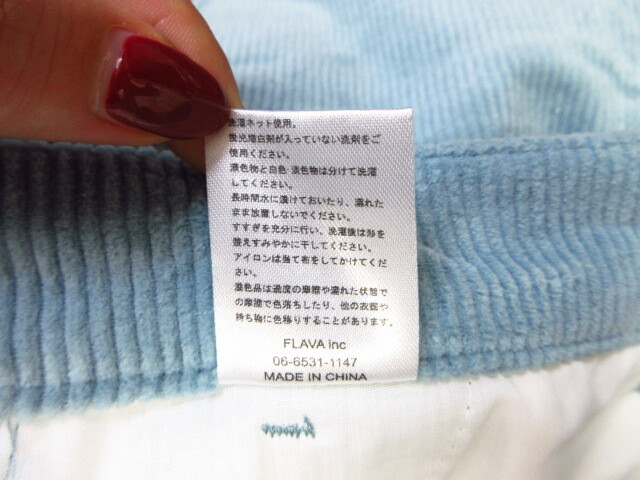 洗濯ネット使用。
蛍光増白剤が入っていない洗剤をご
使用ください。
濃色物と白色･淡色物は分けて洗濯
してください。
長時間水に漬けておいたり、濡れた
まま放置しないでください。
すすぎを充分に行い、洗濯後は形を
整えすみやかに干してください。
アイロンは当て布をしてかけてくだ
さい。
濃色品は過度の摩擦や濡れた状態で
の摩擦で色落ちしたり、他の衣服や
持ち物に色移りすることがあります。
FLAVA inc
06-6531-1147
MADE IN CHINA